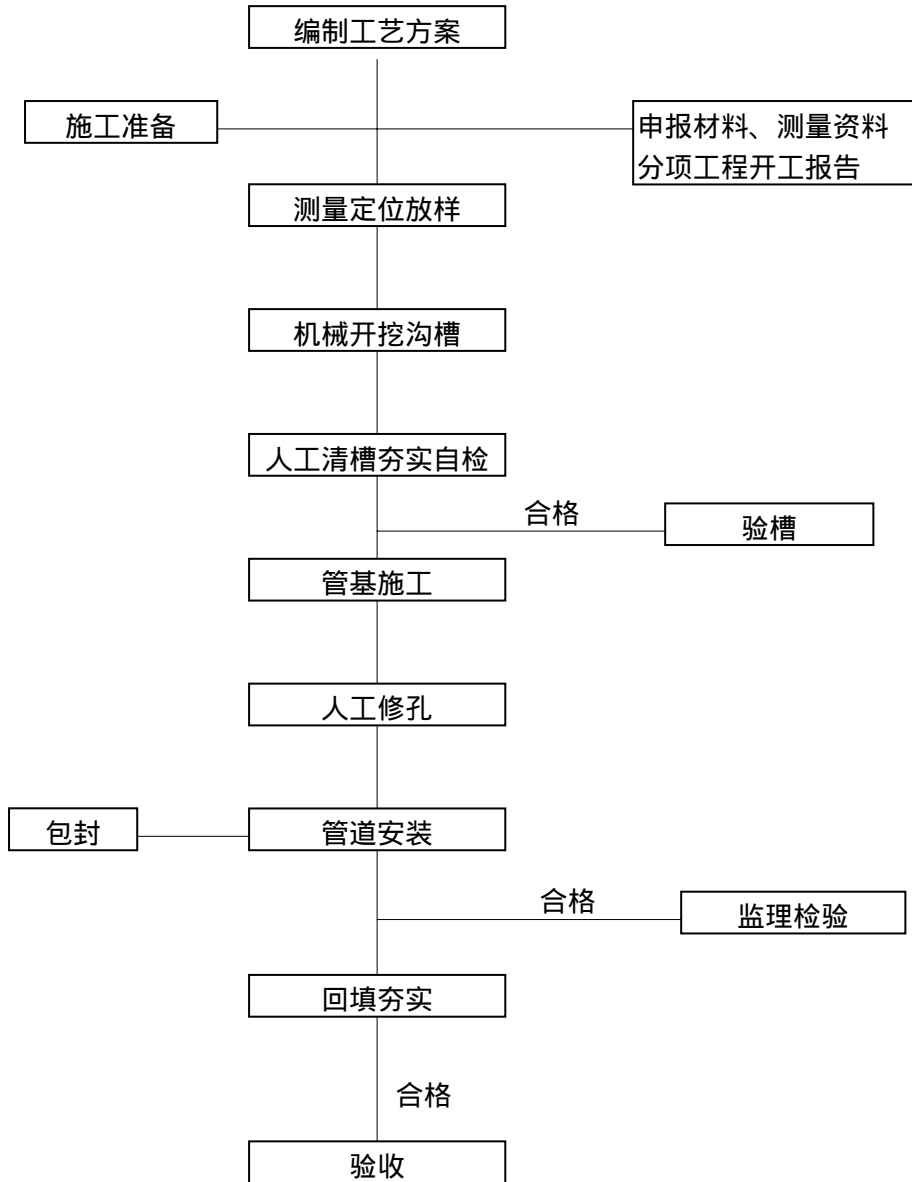 编制工艺方案
施工准备
申报材料、测量资料
分项工程开工报告
测量定位放样
机械开挖沟槽
人工清槽夯实自检
合格
验槽
管基施工
人工修孔
包封
管道安装
合格
监理检验
回填夯实
合格
验收